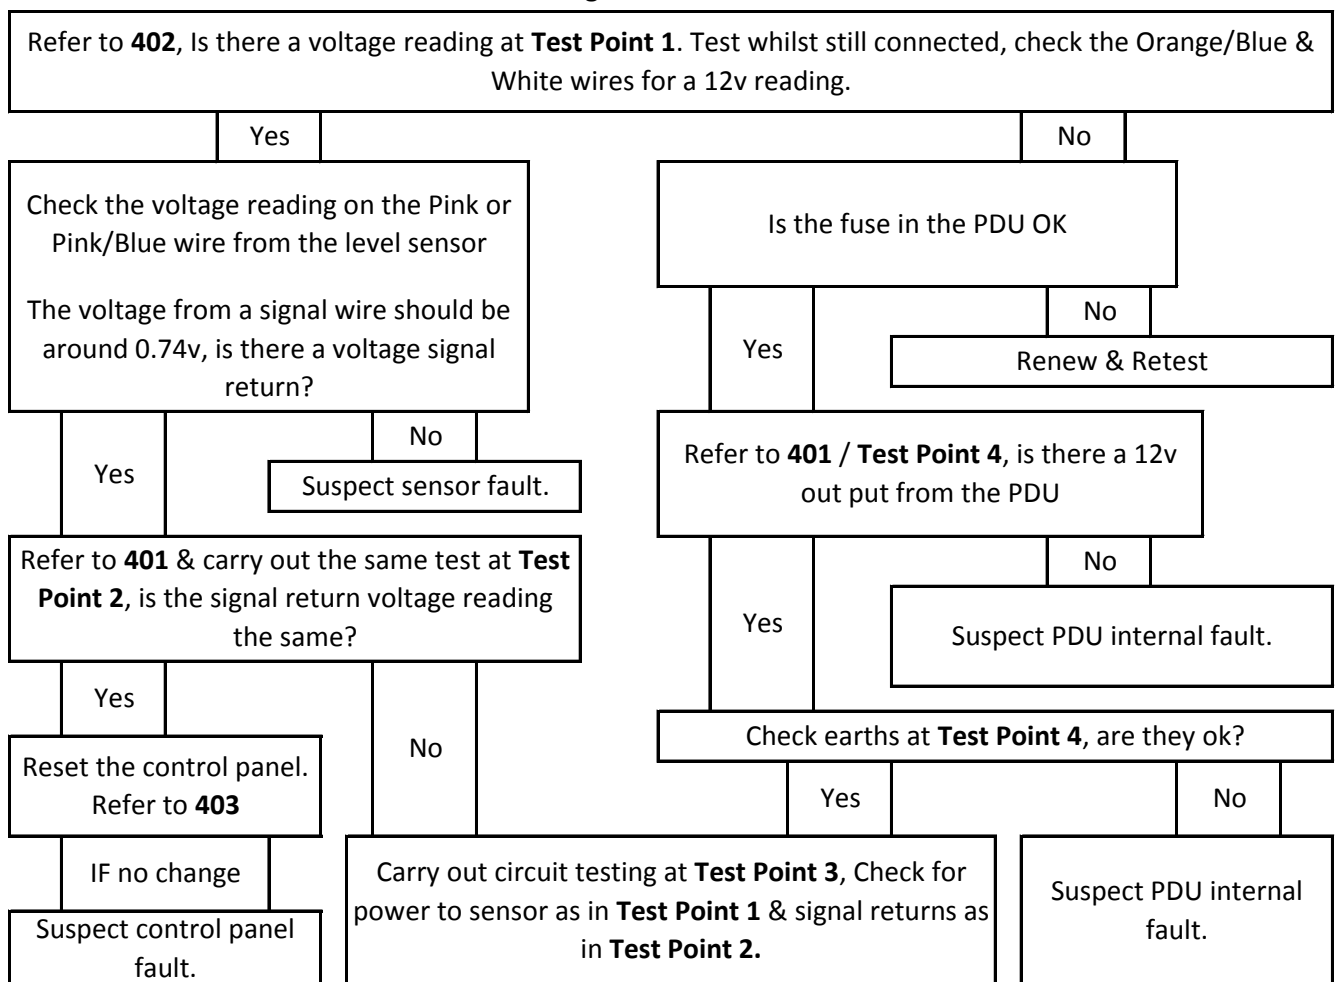 Refer to 402, Is there a voltage reading at Test Point 1. Test whilst still connected, check the Orange/Blue &
White wires for a 12v reading.
Yes
No
Check the voltage reading on the Pink or
Pink/Blue wire from the level sensor
The voltage from a signal wire should be
around 0.74v, is there a voltage signal
return?
Is the fuse in the PDU OK
No
Yes
Renew & Retest
No
Yes
Suspect sensor fault.
Refer to 401 / Test Point 4, is there a 12v
out put from the PDU
Refer to 401 & carry out the same test at Test
Point 2, is the signal return voltage reading
the same?
No
Yes
Suspect PDU internal fault.
Yes
No
Check earths at Test Point 4, are they ok?
Reset the control panel.
Refer to 403
Yes
No
IF no change
Carry out circuit testing at Test Point 3, Check for
power to sensor as in Test Point 1 & signal returns as
in Test Point 2.
Suspect PDU internal
fault.
Suspect control panel
fault.